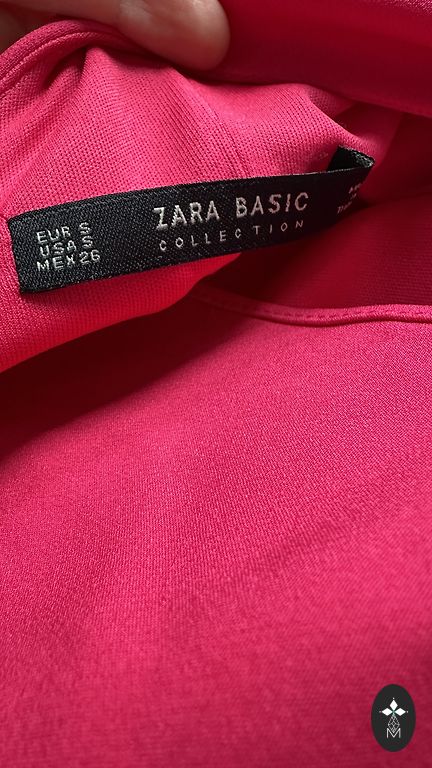 EUR S
USA S
MEX 26
ZARA BASIC
COLLECTION
M